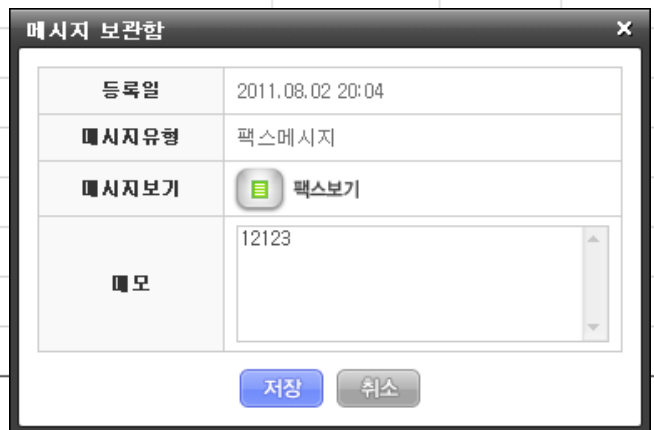 메시지 보관함
등록일 2011.08.02 20:04
메시지유형 팩스메시지
메시지보기 팩스보기
메모 12123
저장 취소